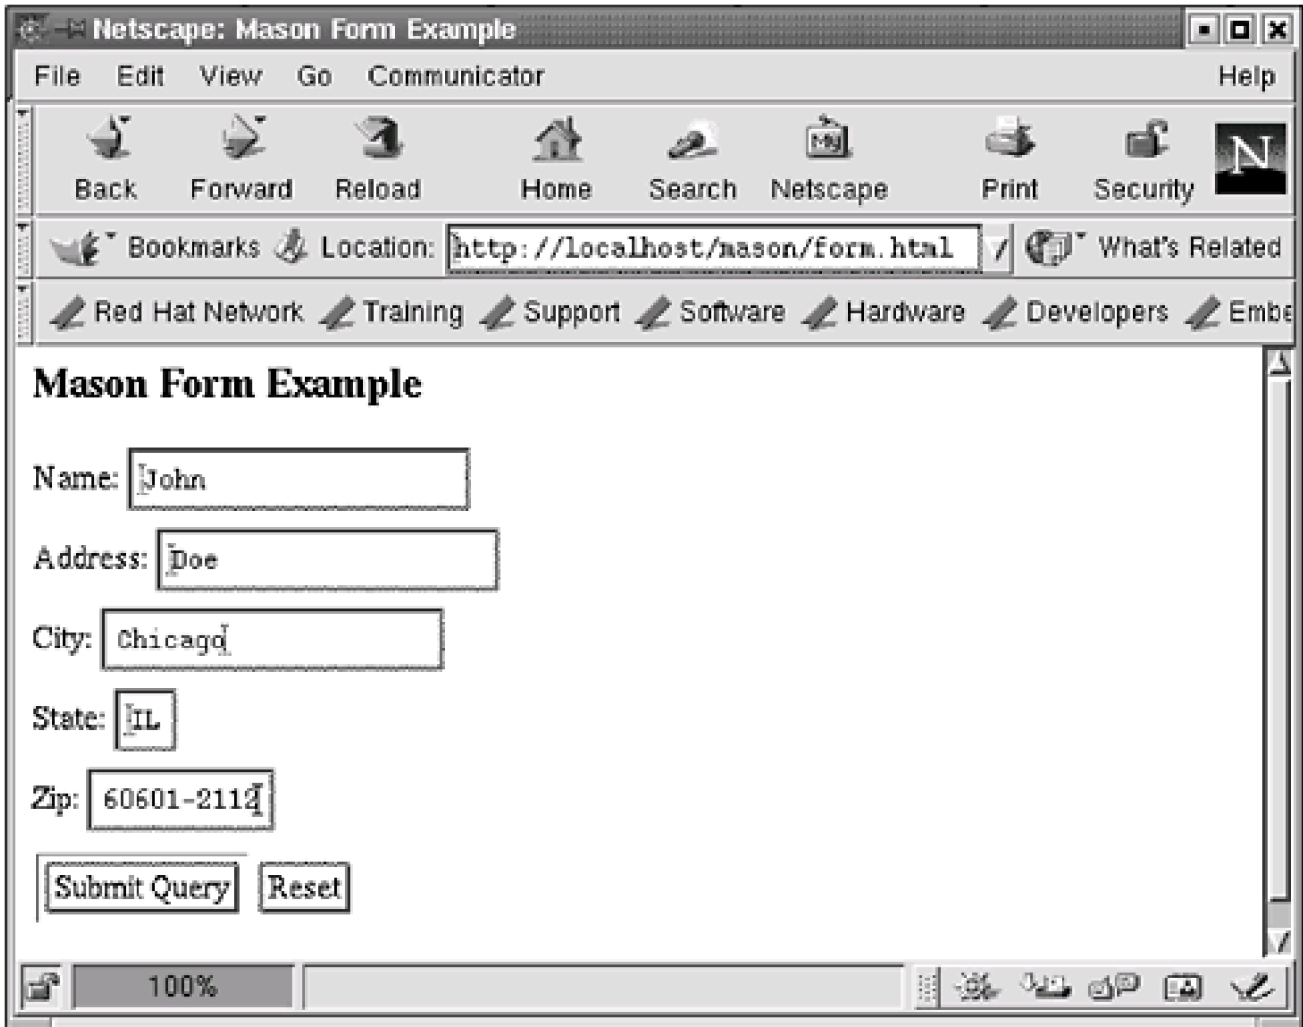 Netscape: Mason Form Example
File Edit View Go Communicator Help
Back Forward Reload Home Search Netscape Print Security
My
N
Bookmarks Location: http://localhost/mason/form.html What's Related
Red Hat Network Training Support Software Hardware Developers Embe
Mason Form Example
Name: John
Address: Doe
City: Chicago
State: IL
Zip: 60601-2112
Submit Query Reset
100%